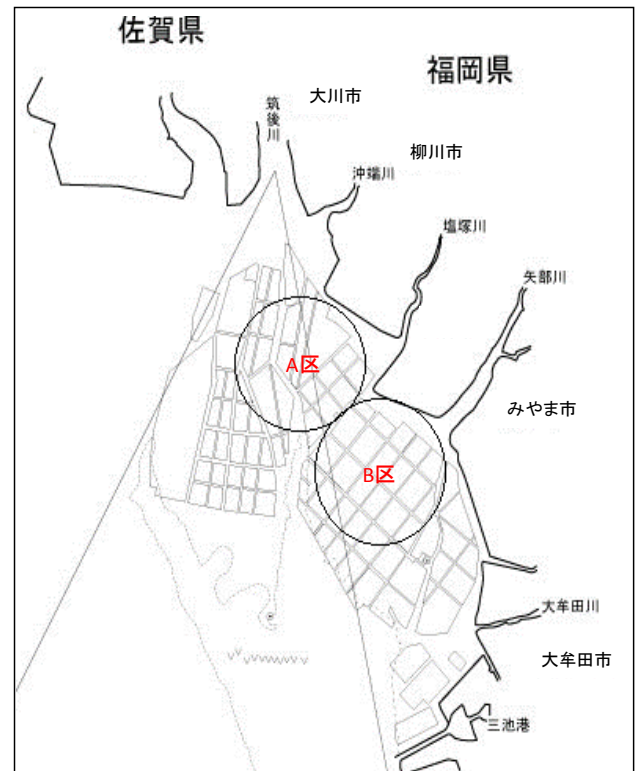 佐賀県
福岡県
大川市
筑後川
柳川市
沖端川
塩塚川
矢部川
A区
みやま市
B区
大牟田川
大牟田市
三池港